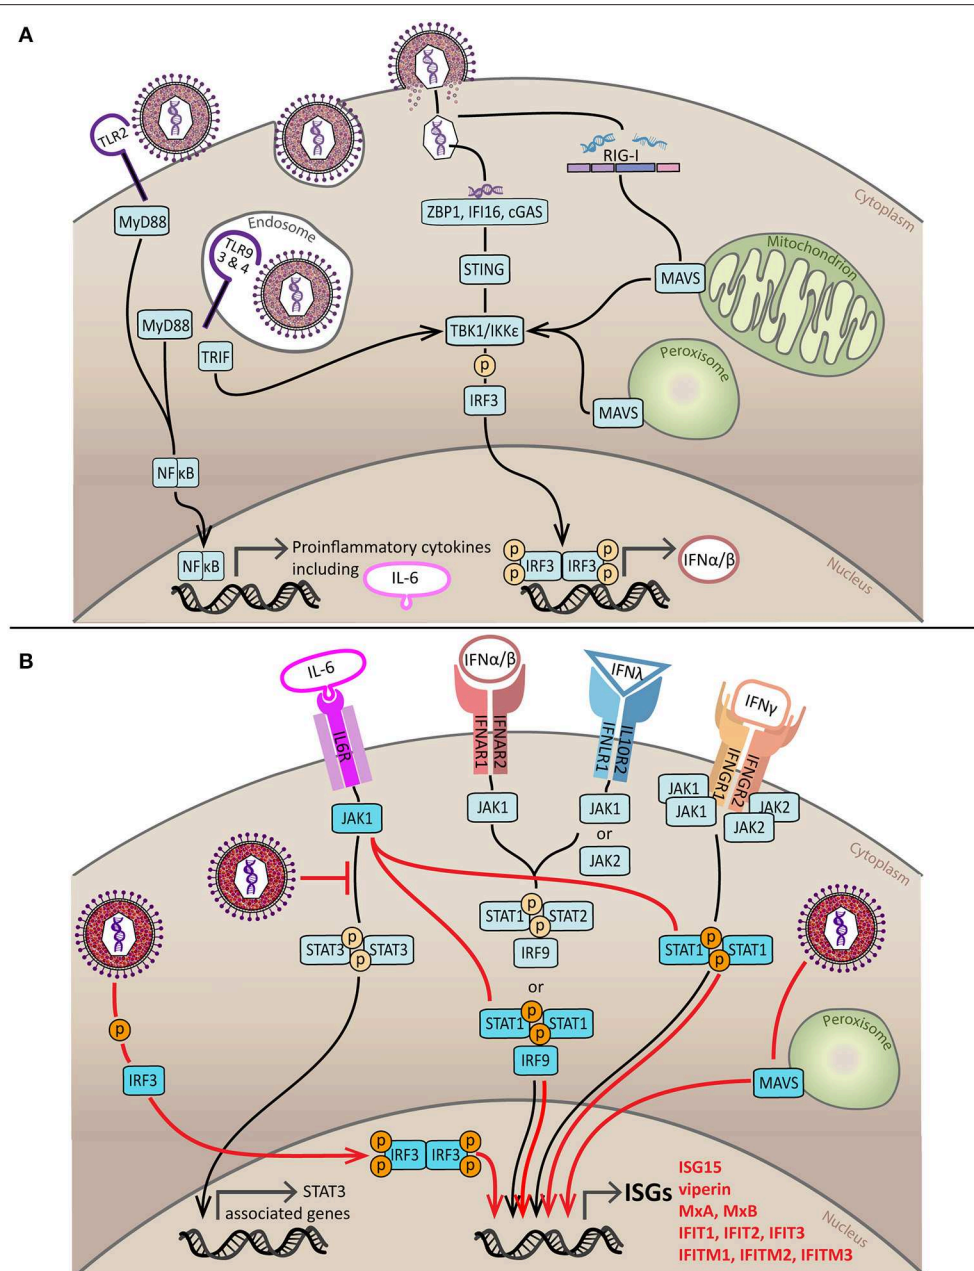 A
TLR2
MyD88
Endosome
TLR9
3 & 4
MyD88
TRIF
ZBP1, IFI16, cGAS
STING
TBK1/IKKε
p
IRF3
RIG-I
Cytoplasm
MAVS
Mitochondrion
Peroxisome
MAVS
NF κB
NF κB
Proinflammatory cytokines
including
IL-6
p p
p p
IRF3 IRF3
IFNα/β
Nucleus
B
IL-6
IL6R
JAK1
IFNα/β
IFNAR1
IFNAR2
JAK1
IFNλ
IFNLR1
IL10R2
JAK1
or
JAK2
IFNγ
IFNGR1
IFNGR2
JAK1
JAK1
JAK2
JAK2
Cytoplasm
STAT3 p p STAT3
STAT1 p p STAT2
IRF9
or
STAT1 p p STAT1
IRF9
STAT1 p p STAT1
p
IRF3
Peroxisome
MAVS
p p
IRF3 IRF3
p p
STAT3
associated genes
ISGs
ISG15
viperin
MxA, MxB
IFIT1, IFIT2, IFIT3
IFITM1, IFITM2, IFITM3
Nucleus